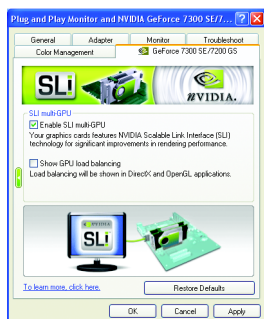 Plug and Play Monitor and NVIDIA GeForce 7300 SE/7...
General Adapter Monitor Troubleshoot
Color Management GeForce 7300 SE/7200 GS
SLI
NVIDIA.
SLI multi-GPU
Enable SLI multi-GPU
Your graphics cards features NVIDIA Scalable Link Interface (SLI)
technology for significant improvements in rendering performance.
Show GPU load balancing
Load balancing will be shown in DirectX and OpenGL applications.
SLI
To learn more, click here.
Restore Defaults
OK Cancel Apply